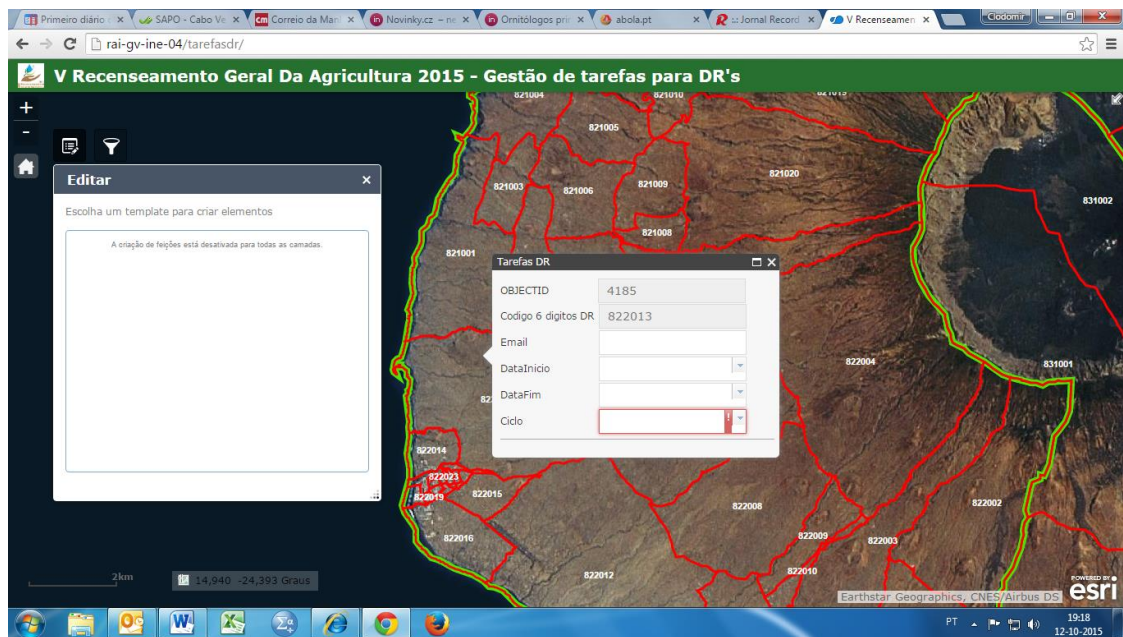 Primeiro diário
SAPO - Cabo Ve
Correio da Man
Novinky.cz – ne
Ornitólogos prin
abola.pt
Jornal Record
V Recenseamen
Clodomir
rai-gv-ine-04/tarefasdr/
V Recenseamento Geral Da Agricultura 2015 - Gestão de tarefas para DR's
821004
821010
821019
821005
821020
821003
821006
821009
831002
821008
821001
Editar
Escolha um template para criar elementos
A criação de feições está desativada para todas as camadas.
Tarefas DR
OBJECTID 4185
Codigo 6 digitos DR 822013
Email
DataInicio
DataFim
Ciclo
822004
831001
822014
822023
822019
822015
822008
822002
822016
822009
822003
822012
822010
2km
14,940 -24,393 Graus
Earthstar Geographics, CNES/Airbus DS
POWERED BY
esri
PT
19:18
12-10-2015